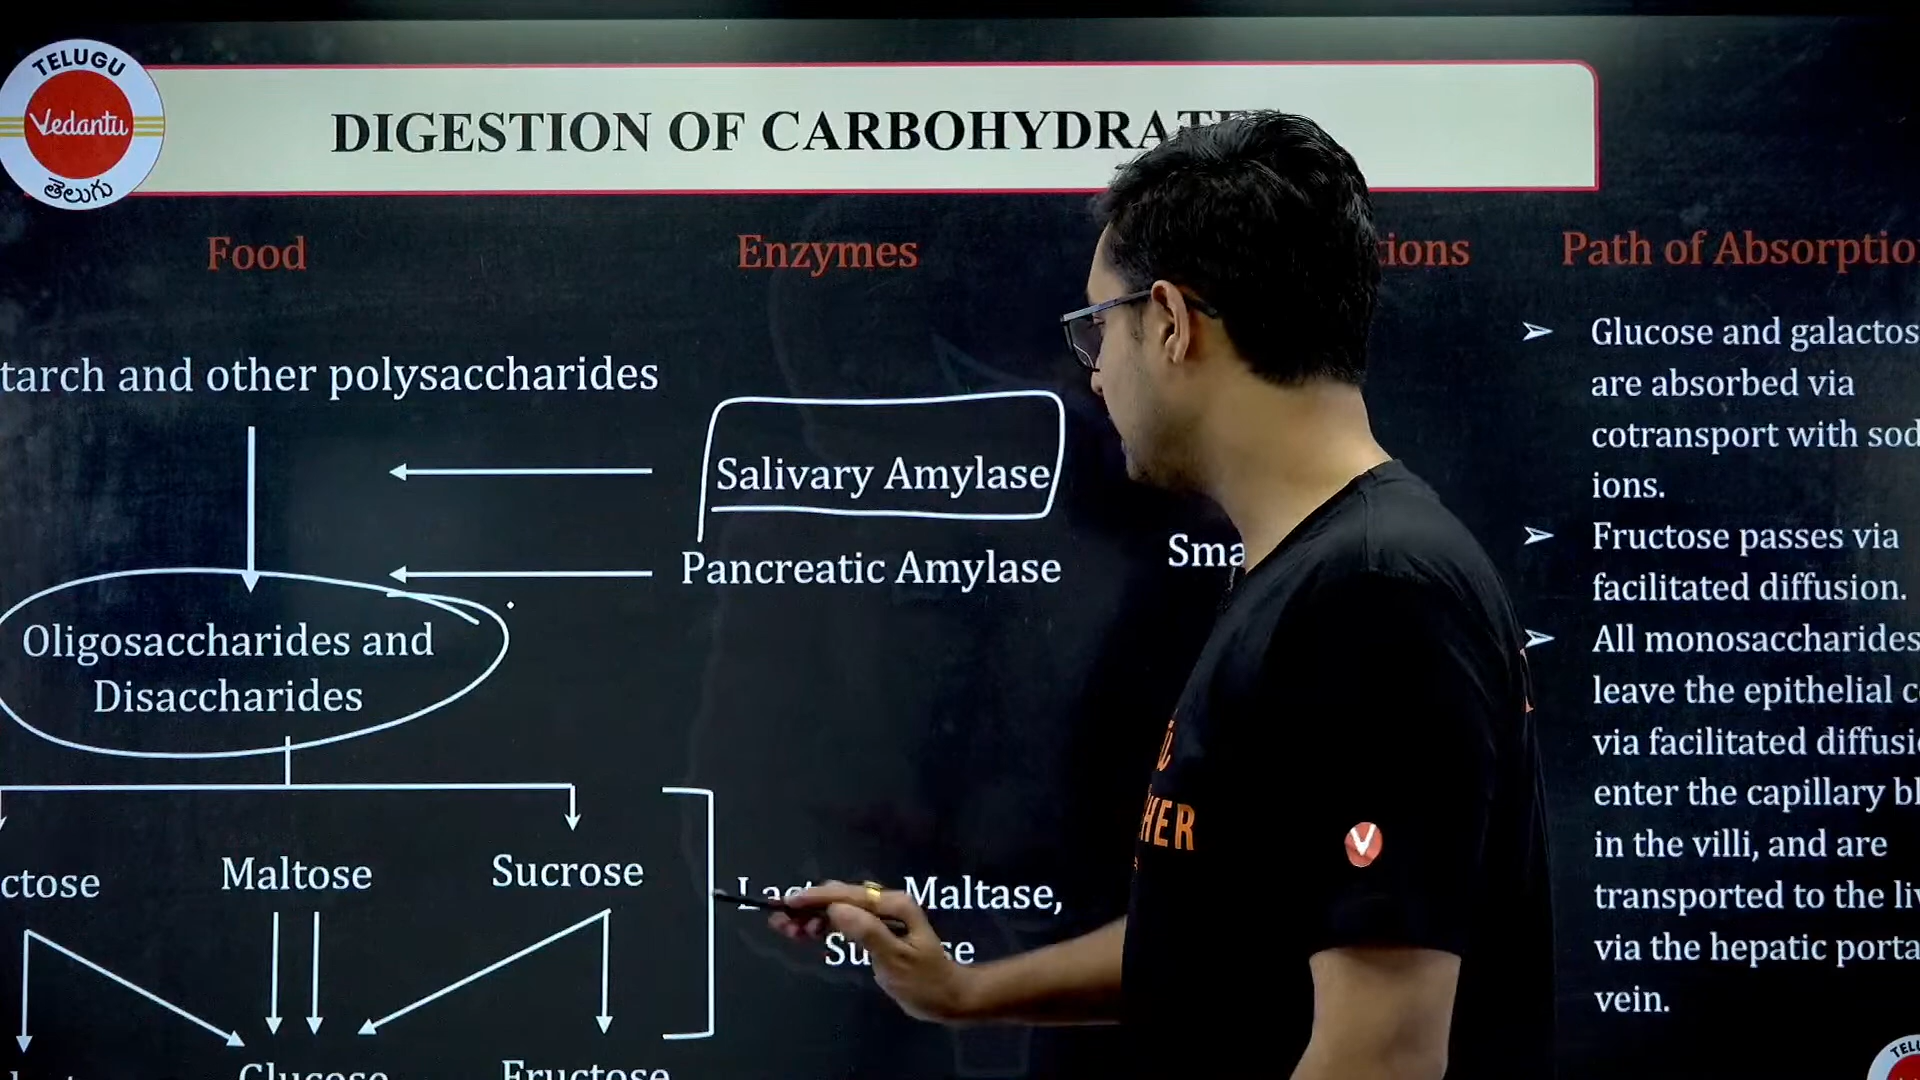 TELUGU
Vedantu
తెలుగు
DIGESTION OF CARBOHYDRATE
Food
Enzymes
tions
Path of Absorptio
tarch and other polysaccharides
Salivary Amylase
Pancreatic Amylase
Sma
Oligosaccharides and
Disaccharides
ctose
Maltose
Sucrose
Maltase,
Glucose
Fructose
Glucose and galactos
are absorbed via
cotransport with sod
ions.
Fructose passes via
facilitated diffusion.
All monosaccharides
leave the epithelial c
via facilitated diffusi
enter the capillary bl
in the villi, and are
transported to the liv
via the hepatic porta
vein.
HER
V
TELU